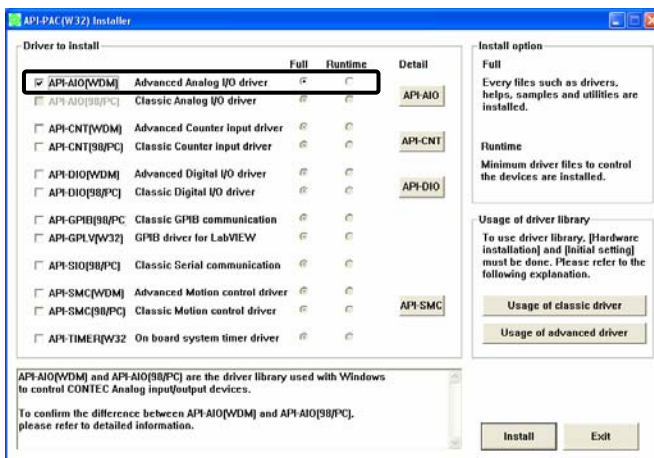 API-PAC(W32) Installer
Driver to install
Full Runtime Detail
API-AIO(WDM) Advanced Analog I/O driver
API-AIO(98/PC) Classic Analog I/O driver
API-AIO
API-CNT(WDM) Advanced Counter input driver
API-CNT(98/PC) Classic Counter input driver
API-CNT
API-DIO(WDM) Advanced Digital I/O driver
API-DIO(98/PC) Classic Digital I/O driver
API-DIO
API-GPIB(98/PC Classic GPIB communication
API-GPLV(W32) GPIB driver for LabVIEW
API-SIO(98/PC) Classic Serial communication
API-SMC(WDM) Advanced Motion control driver
API-SMC(98/PC) Classic Motion control driver
API-SMC
API-TIMER(W32 On board system timer driver
Install option
Full
Every files such as drivers,
helps, samples and utilities are
installed.
Runtime
Minimum driver files to control
the devices are installed.
Usage of driver library
To use driver library, [Hardware
installation] and [Initial setting]
must be done. Please refer to the
following explanation.
Usage of classic driver
Usage of advanced driver
API-AIO(WDM) and API-AIO(98/PC) are the driver library used with Windows
to control CONTEC Analog input/output devices.
To confirm the difference between API-AIO(WDM) and API-AIO(98/PC),
please refer to detailed information.
Install Exit